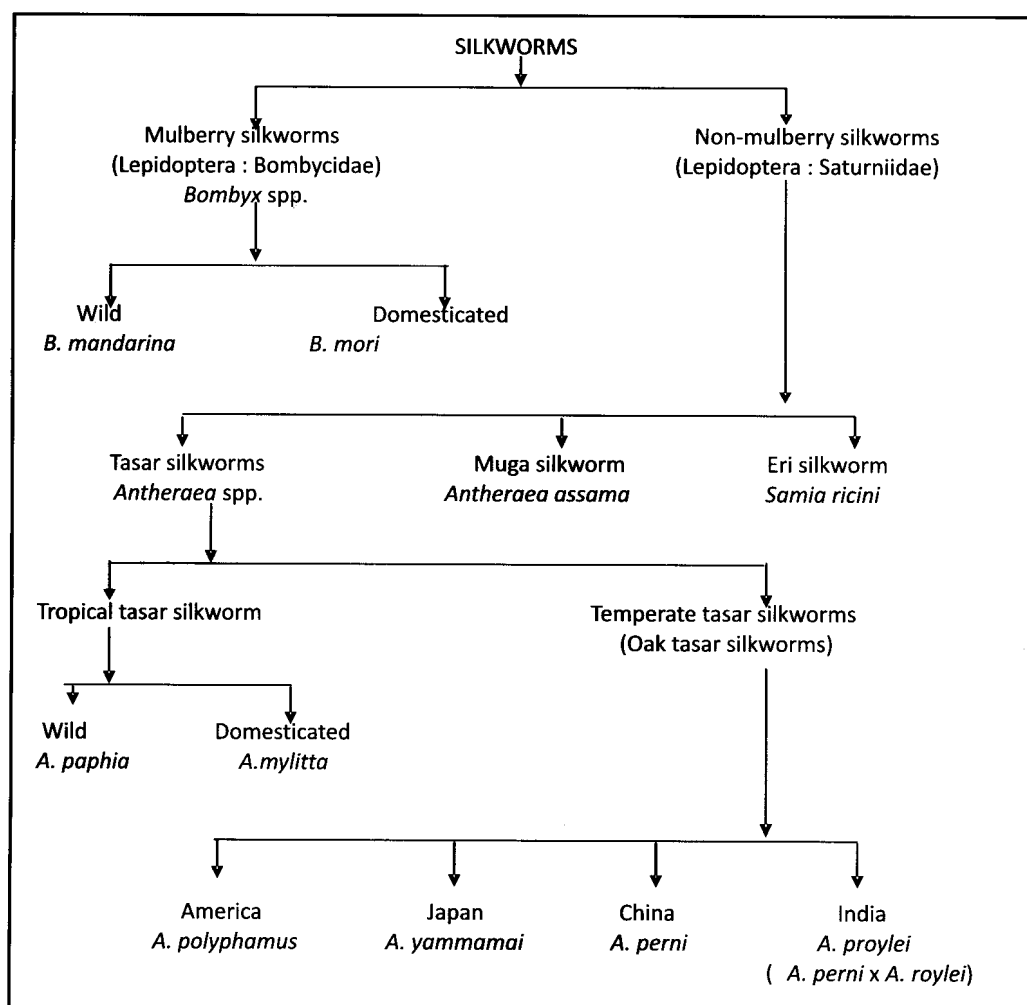 SILKWORMS
Mulberry silkworms
(Lepidoptera : Bombycidae)
Bombyx spp.
Non-mulberry silkworms
(Lepidoptera : Saturniidae)
Wild
B. mandarina
Domesticated
B. mori
Tasar silkworms
Antheraea spp.
Muga silkworm
Antheraea assama
Eri silkworm
Samia ricini
Tropical tasar silkworm
Temperate tasar silkworms
(Oak tasar silkworms)
Wild
A. paphia
Domesticated
A.mylitta
America
A. polyphamus
Japan
A. yammamai
China
A. perni
India
A. proylei
( A. perni x A. roylei)